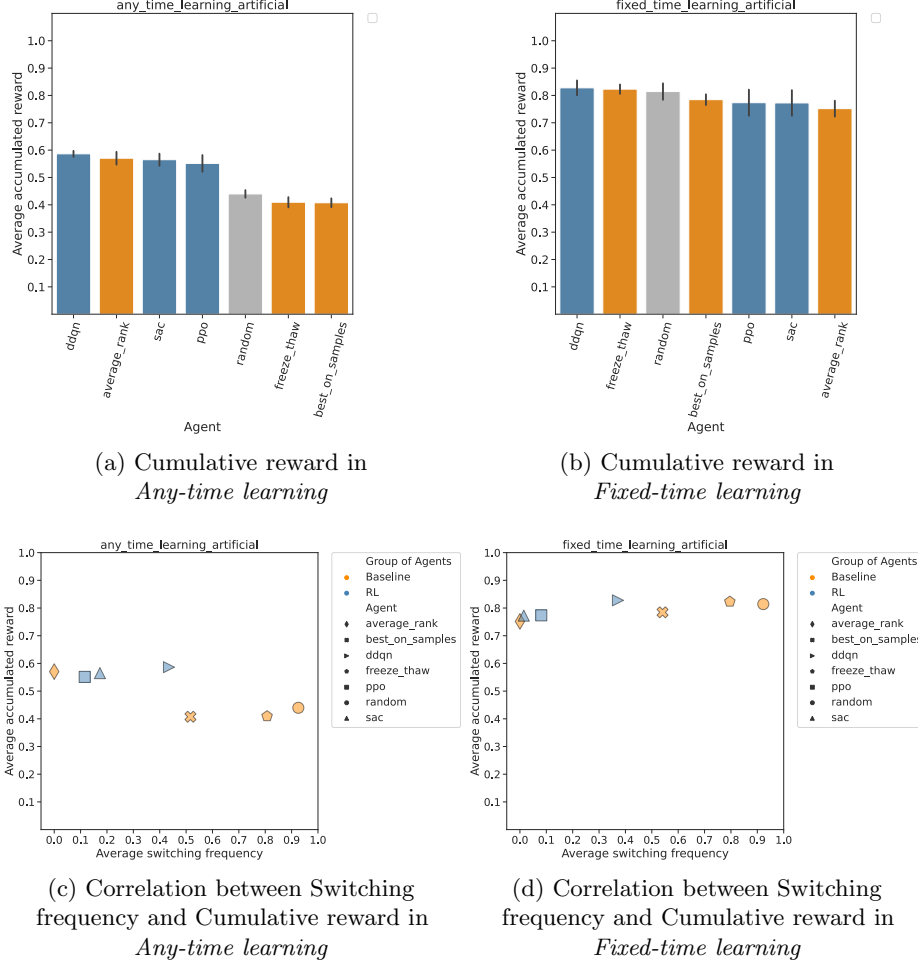 any_time_learning_artificial
1.0
0.9
0.8
0.7
0.6
0.5
0.4
0.3
0.2
0.1
Average accumulated reward
ddqn
average_rank
sac
ppo
random
freeze_thaw
best_on_samples
Agent
(a) Cumulative reward in
Any-time learning
fixed_time_learning_artificial
1.0
0.9
0.8
0.7
0.6
0.5
0.4
0.3
0.2
0.1
Average accumulated reward
ddqn
freeze_thaw
random
best_on_samples
ppo
sac
average_rank
Agent
(b) Cumulative reward in
Fixed-time learning
any_time_learning_artificial
1.0
0.9
0.8
0.7
0.6
0.5
0.4
0.3
0.2
0.1
Average accumulated reward
0.0 0.1 0.2 0.3 0.4 0.5 0.6 0.7 0.8 0.9 1.0
Average switching frequency
Group of Agents
Baseline
RL
Agent
average_rank
best_on_samples
ddqn
freeze_thaw
ppo
random
sac
(c) Correlation between Switching
frequency and Cumulative reward in
Any-time learning
fixed_time_learning_artificial
1.0
0.9
0.8
0.7
0.6
0.5
0.4
0.3
0.2
0.1
Average accumulated reward
0.0 0.1 0.2 0.3 0.4 0.5 0.6 0.7 0.8 0.9 1.0
Average switching frequency
Group of Agents
Baseline
RL
Agent
average_rank
best_on_samples
ddqn
freeze_thaw
ppo
random
sac
(d) Correlation between Switching
frequency and Cumulative reward in
Fixed-time learning